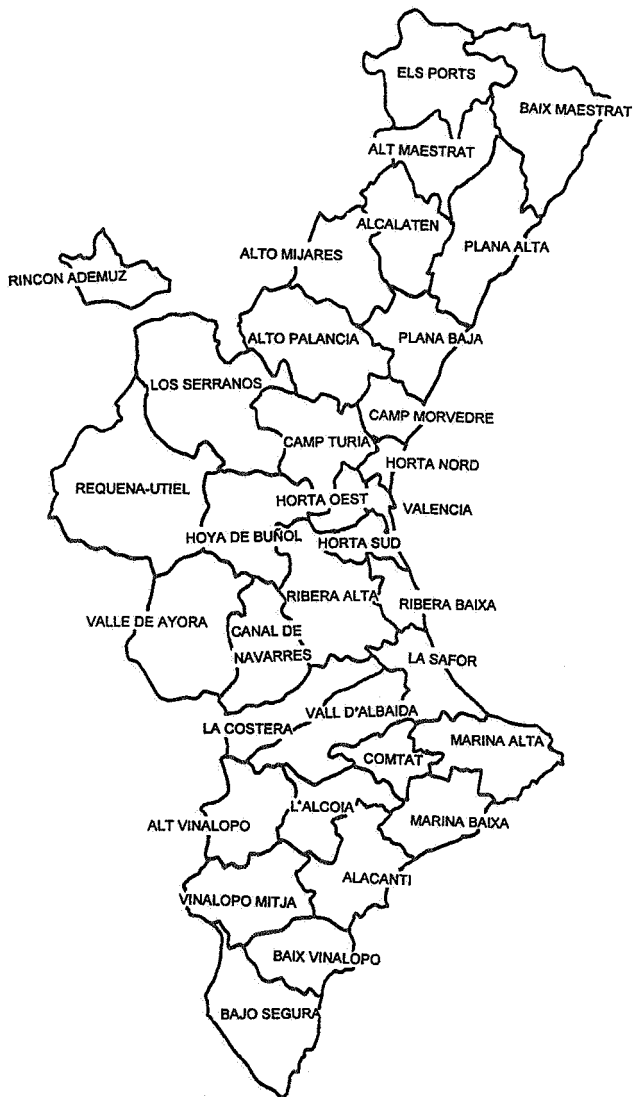 ELS PORTS
BAIX MAESTRAT
ALT MAESTRAT
ALCALATEN
PLANA ALTA
ALTO MIJARES
RINCON ADEMUZ
ALTO PALANCIA
PLANA BAJA
LOS SERRANOS
CAMP MORVEDRE
CAMP TURIA
HORTA NORD
REQUENA-UTIEL
HORTA OEST
VALENCIA
HOYA DE BUÑOL
HORTA SUD
RIBERA ALTA
RIBERA BAIXA
VALLE DE AYORA
CANAL DE
NAVARRES
LA SAFOR
VALL D'ALBAIDA
LA COSTERA
MARINA ALTA
COMTAT
L'ALCOIA
MARINA BAIXA
ALT VINALOPO
ALACANTI
VINALOPO MITJA
BAIX VINALOPO
BAJO SEGURA